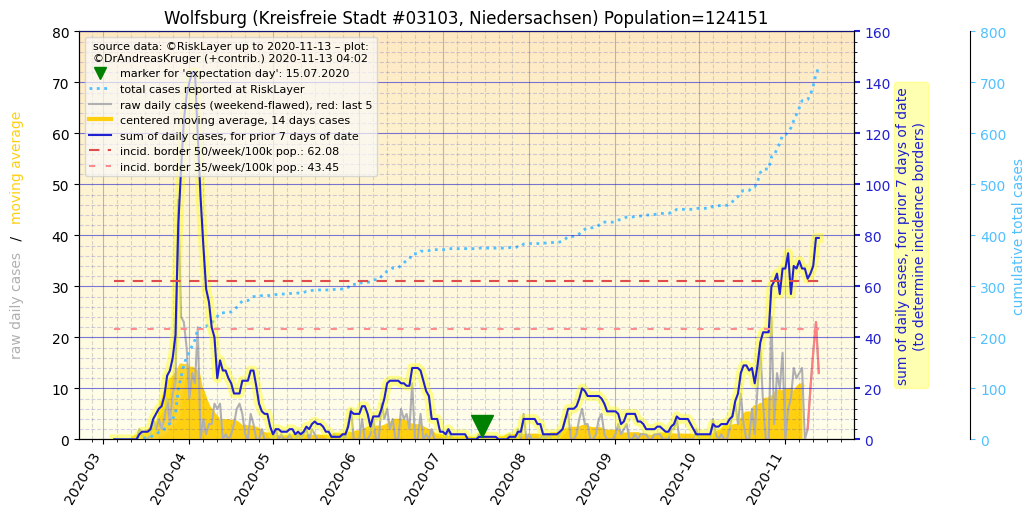 Wolfsburg (Kreisfreie Stadt #03103, Niedersachsen) Population=124151
source data: ©RiskLayer up to 2020-11-13 – plot:
©DrAndreasKruger (+contrib.) 2020-11-13 04:02
marker for 'expectation day': 15.07.2020
total cases reported at RiskLayer
raw daily cases (weekend-flawed), red: last 5
centered moving average, 14 days cases
sum of daily cases, for prior 7 days of date
incid. border 50/week/100k pop.: 62.08
incid. border 35/week/100k pop.: 43.45
raw daily cases / moving average
80
70
60
50
40
30
20
10
0
160
140
120
100
80
60
40
20
0
sum of daily cases, for prior 7 days of date
(to determine incidence borders)
800
700
600
500
400
300
200
100
0
cumulative total cases
2020-03
2020-04
2020-05
2020-06
2020-07
2020-08
2020-09
2020-10
2020-11